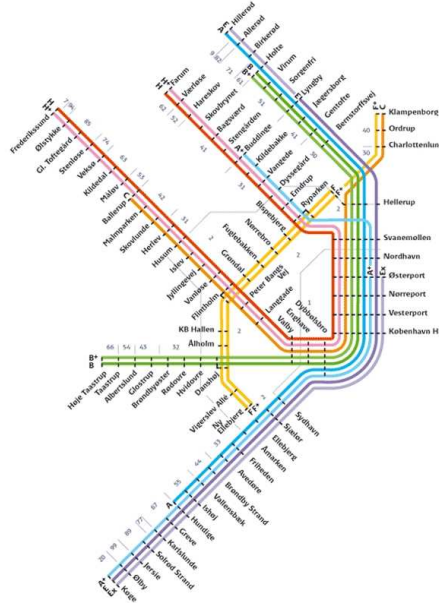 Hillerød
Allerød
Birkerød
Holte
Virum
Sorgenfri
Lyngby
Jægersborg
Gentofte
Bernstorffsvej
Klampenborg
Ordrup
Charlottenlund
Hellerup
Svanemøllen
Nordhavn
Østerport
Nørreport
Vesterport
København H
Farum
Værløse
Hareskov
Skovbrynet
Bagsværd
Stengården
Buddinge
Kildebakke
Vangede
Dyssegård
Emdrup
Ryparken
Bispebjerg
Nørrebro
Fuglebakken
Grøndal
Flintholm
KB Hallen
Ålholm
Danshøj
Vigerslev Allé
Ny
Ellebjerg
Frederikssund
Ølstykke
Gl. Toftegård
Stenløse
Veksø
Kildedal
Måløv
Ballerup
Malmparken
Skovlunde
Herlev
Husum
Islev
Jyllingevej
Vanløse
Peter Bangs
Vej
Langgade
Valby
Enghave
Dybbølsbro
B+
B
Høje Taastrup
Taastrup
Albertslund
Glostrup
Brøndbyøster
Rødovre
Hvidovre
Sydhavn
Sjælør
Ellebjerg
Åmarken
Friheden
Avedøre
Brøndby Strand
Vallensbæk
Ishøj
Hundige
Greve
Karlslunde
Solrød Strand
Jersie
Ølby
Køge